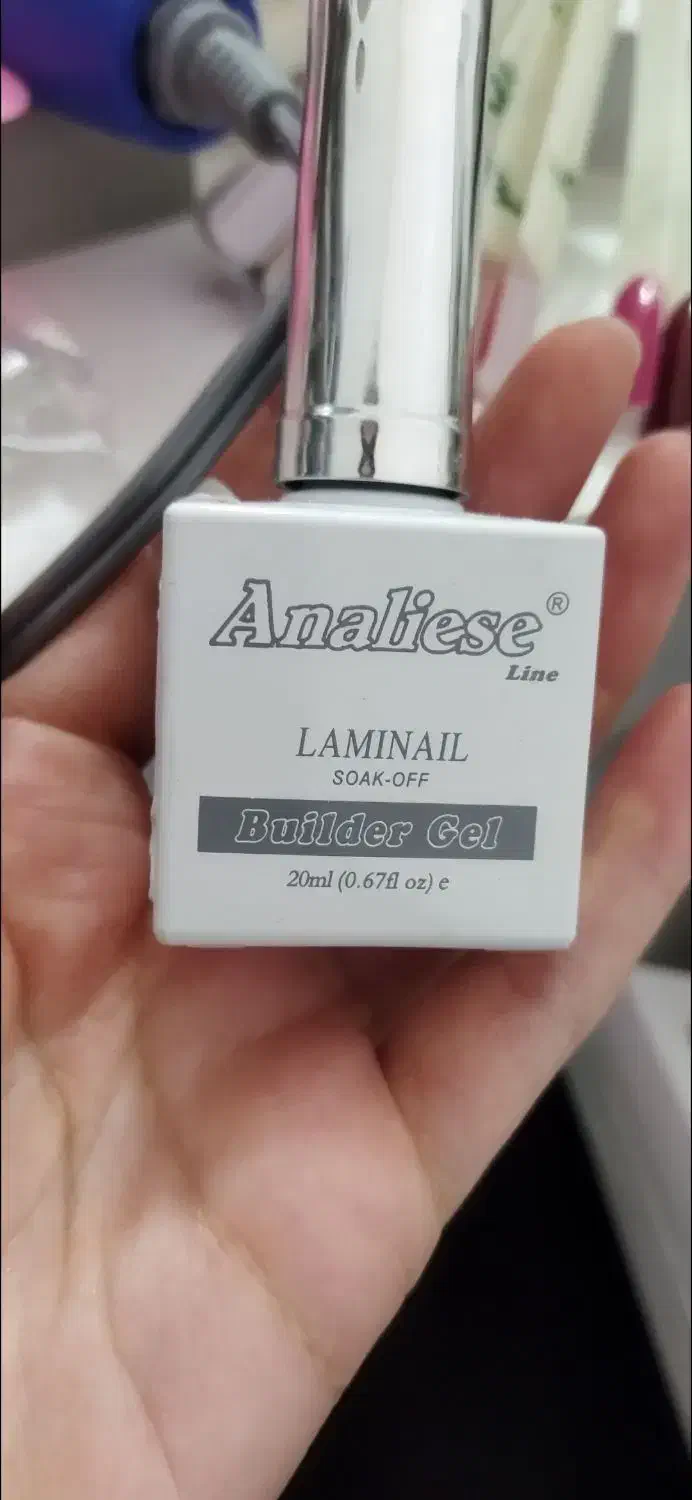 Analiese®
Line
LAMINAIL
SOAK-OFF
Builder Gel
20ml (0.67fl oz) e